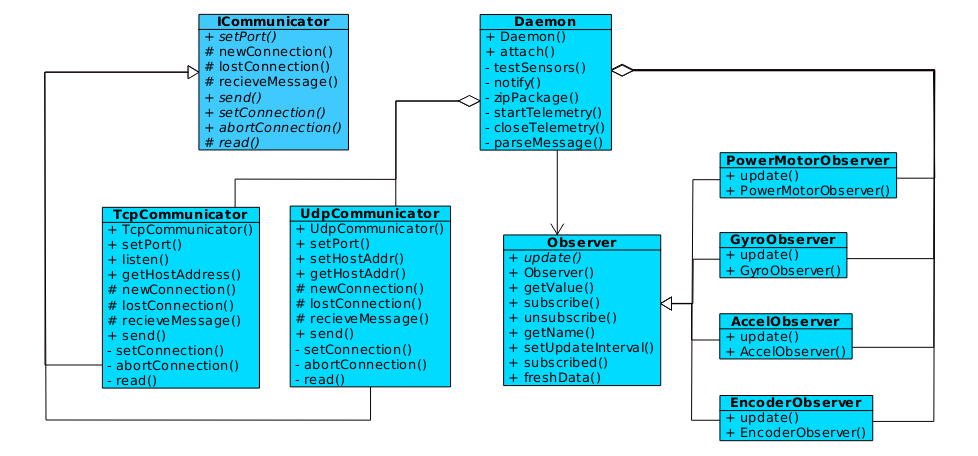 ICommunicator
+ setPort()
# newConnection()
# lostConnection()
# recieveMessage()
+ send()
+ setConnection()
+ abortConnection()
# read()
Daemon
+ Daemon()
+ attach()
- testSensors()
- notify()
- zipPackage()
- startTelemetry()
- closeTelemetry()
- parseMessage()
TcpCommunicator
+ TcpCommunicator()
+ setPort()
+ listen()
+ getHostAddress()
# newConnection()
# lostConnection()
# recieveMessage()
+ send()
- setConnection()
- abortConnection()
- read()
UdpCommunicator
+ UdpCommunicator()
+ setPort()
+ setHostAddr()
+ getHostAddr()
# newConnection()
# lostConnection()
# recieveMessage()
+ send()
- setConnection()
- abortConnection()
- read()
Observer
+ update()
+ Observer()
+ getValue()
+ subscribe()
+ unsubscribe()
+ getName()
+ setUpdateInterval()
+ subscribed()
+ freshData()
PowerMotorObserver
+ update()
+ PowerMotorObserver()
GyroObserver
+ update()
+ GyroObserver()
AccelObserver
+ update()
+ AccelObserver()
EncoderObserver
+ update()
+ EncoderObserver()